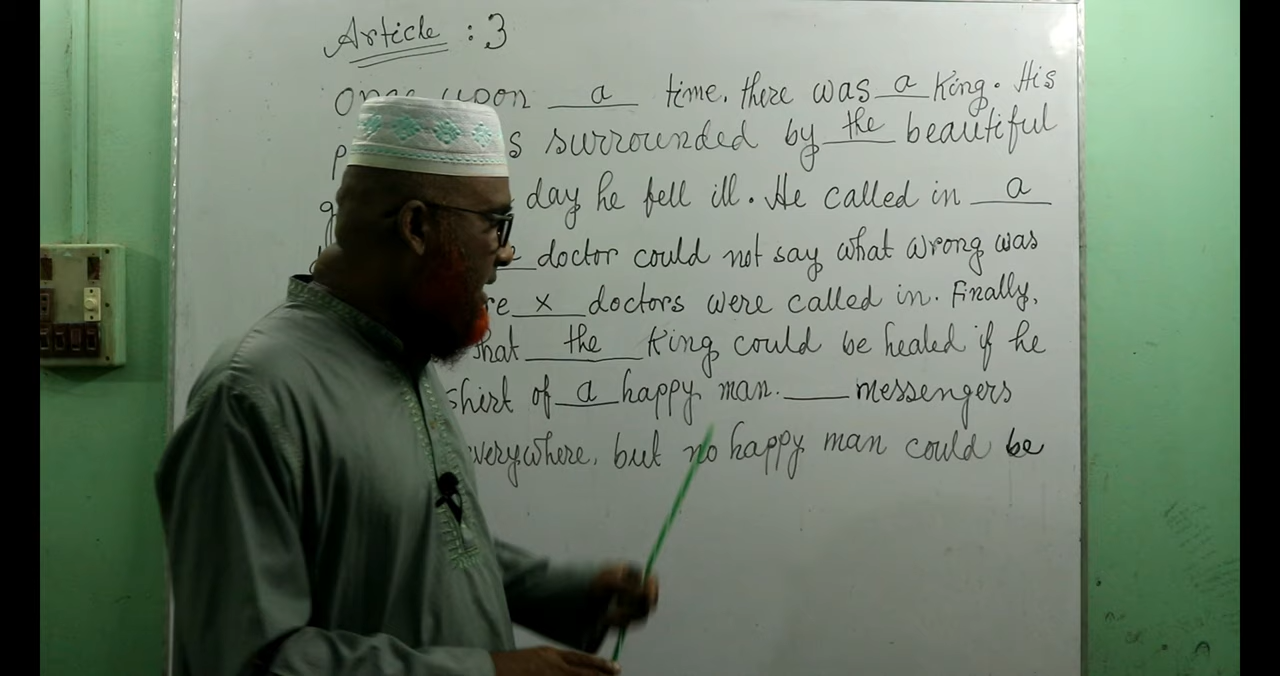 Article : 3
upon a time, there was a King. His
surrounded by the beautiful
day he fell ill. He called in a
doctor could not say what wrong was
x doctors were called in. Finally,
that the King could be healed if he
shirt of a happy man. ___ messengers
everywhere, but no happy man could be